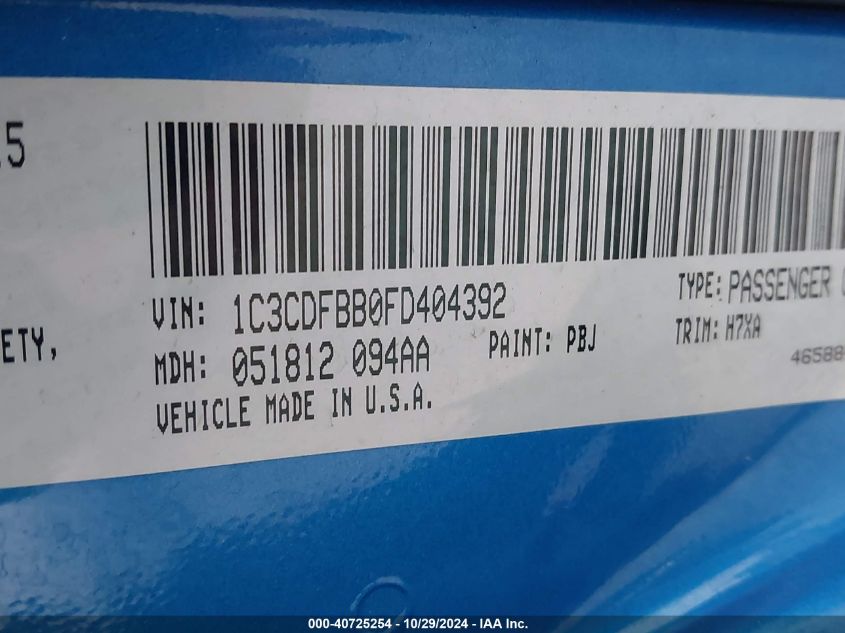 .5
VIN: 1C3CDFBB0FD404392
TYPE: PASSENGER
ETY,
MDH: 051812 094AA
PAINT: PBJ
TRIM: H7XA
46588
VEHICLE MADE IN U.S.A.
000-40725254 - 10/29/2024 - IAA Inc.